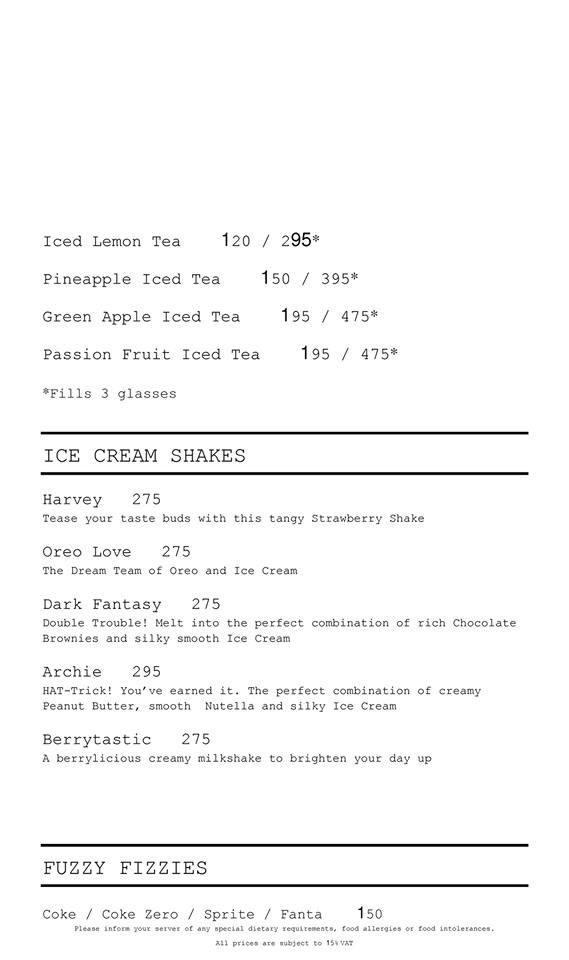 Iced Lemon Tea 120 / 295*
Pineapple Iced Tea 150 / 395*
Green Apple Iced Tea 195 / 475*
Passion Fruit Iced Tea 195 / 475*
*Fills 3 glasses
ICE CREAM SHAKES
Harvey 275
Tease your taste buds with this tangy Strawberry Shake
Oreo Love 275
The Dream Team of Oreo and Ice Cream
Dark Fantasy 275
Double Trouble! Melt into the perfect combination of rich Chocolate
Brownies and silky smooth Ice Cream
Archie 295
HAT-Trick! You’ve earned it. The perfect combination of creamy
Peanut Butter, smooth Nutella and silky Ice Cream
Berrytastic 275
A berrylicious creamy milkshake to brighten your day up
FUZZY FIZZIES
Coke / Coke Zero / Sprite / Fanta 150
Please inform your server of any special dietary requirements, food allergies or food intolerances.
All prices are subject to 15% VAT